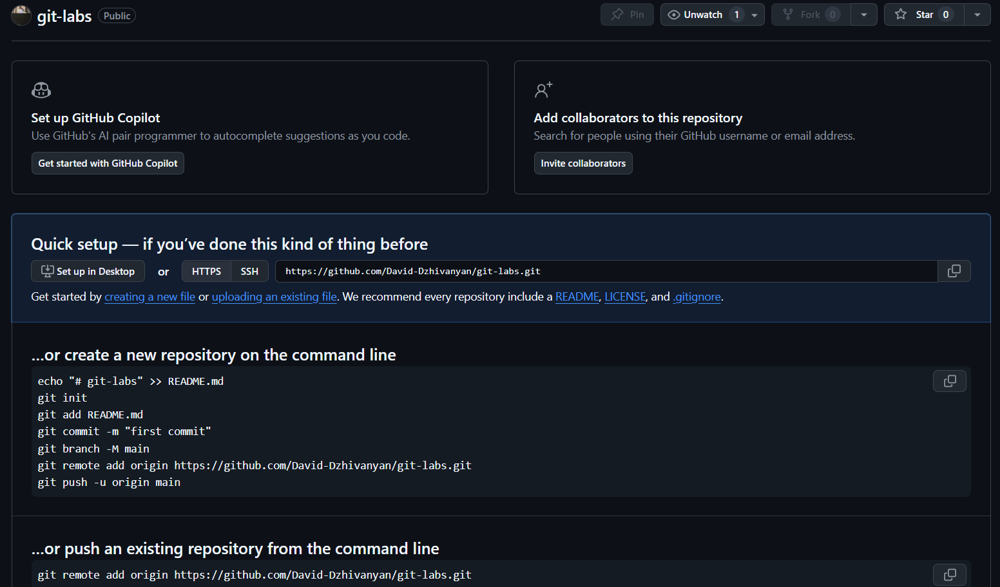 git-labs Public
Pin Unwatch 1 Fork 0 Star 0
Set up GitHub Copilot
Use GitHub's AI pair programmer to autocomplete suggestions as you code.
Get started with GitHub Copilot
Add collaborators to this repository
Search for people using their GitHub username or email address.
Invite collaborators
Quick setup — if you’ve done this kind of thing before
Set up in Desktop or HTTPS SSH https://github.com/David-Dzhivanyan/git-labs.git
Get started by creating a new file or uploading an existing file. We recommend every repository include a README, LICENSE, and .gitignore.
…or create a new repository on the command line
echo "# git-labs" >> README.md
git init
git add README.md
git commit -m "first commit"
git branch -M main
git remote add origin https://github.com/David-Dzhivanyan/git-labs.git
git push -u origin main
…or push an existing repository from the command line
git remote add origin https://github.com/David-Dzhivanyan/git-labs.git